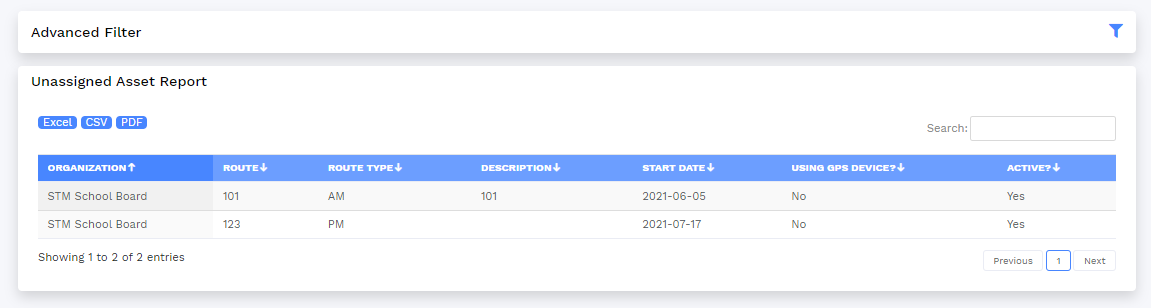 Advanced Filter
Unassigned Asset Report
Excel CSV PDF
Search:
ORGANIZATION ROUTE ROUTE TYPE DESCRIPTION START DATE USING GPS DEVICE? ACTIVE?
STM School Board 101 AM 101 2021-06-05 No Yes
STM School Board 123 PM 2021-07-17 No Yes
Showing 1 to 2 of 2 entries
Previous 1 Next